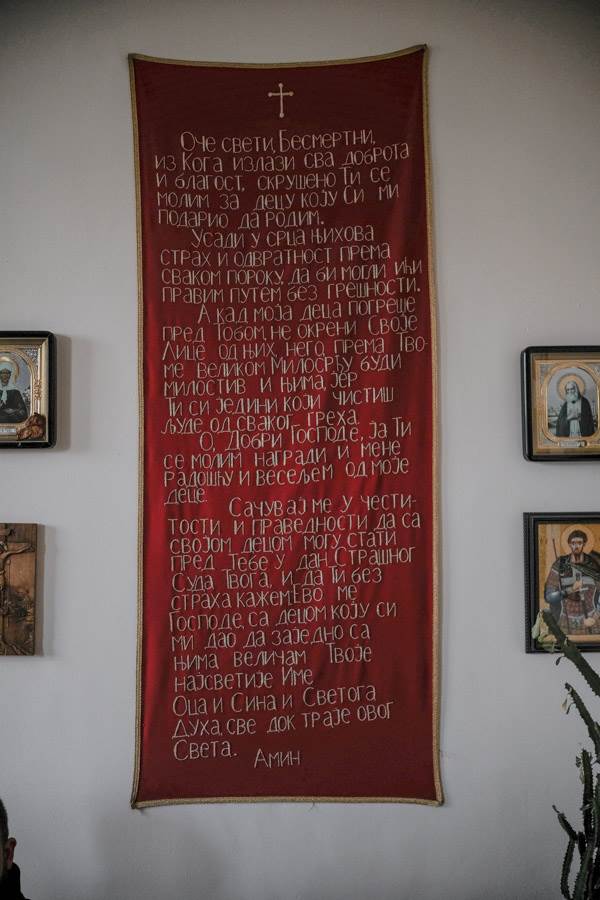 Оче свети, Бесмертни,
из Кога излази сва доброта
и благост, скрушено Ти се
молим за децу коју Си ми
подарио да родим.
Усади у срца њихова
страх и одвратност према
сваком пороку, да би могли ићи
правим путем без грешности.
А кад моја деца погреше
пред Тобом, не окрени Своје
Лице од њих, него према Тво-
ме великом Милосрђу буди
милостив и њима, јер
Ти си једини који чистиш
људе од сваког греха.
О, Добри Господе, ја Ти
се молим награди и мене
радошћу и весељем од моје
деце.
Сачувај ме у чести-
тости и праведности да са
својом децом могу стати
пред Тебе у дан Страшног
Суда Твога, и да Ти без
страха кажем:Ево ме
Господе, са децом коју си
ми дао да заједно са
њима величам Твоје
најсветије Име
Оца и Сина и Светога
Духа, све док траје овог
Света.
Амин